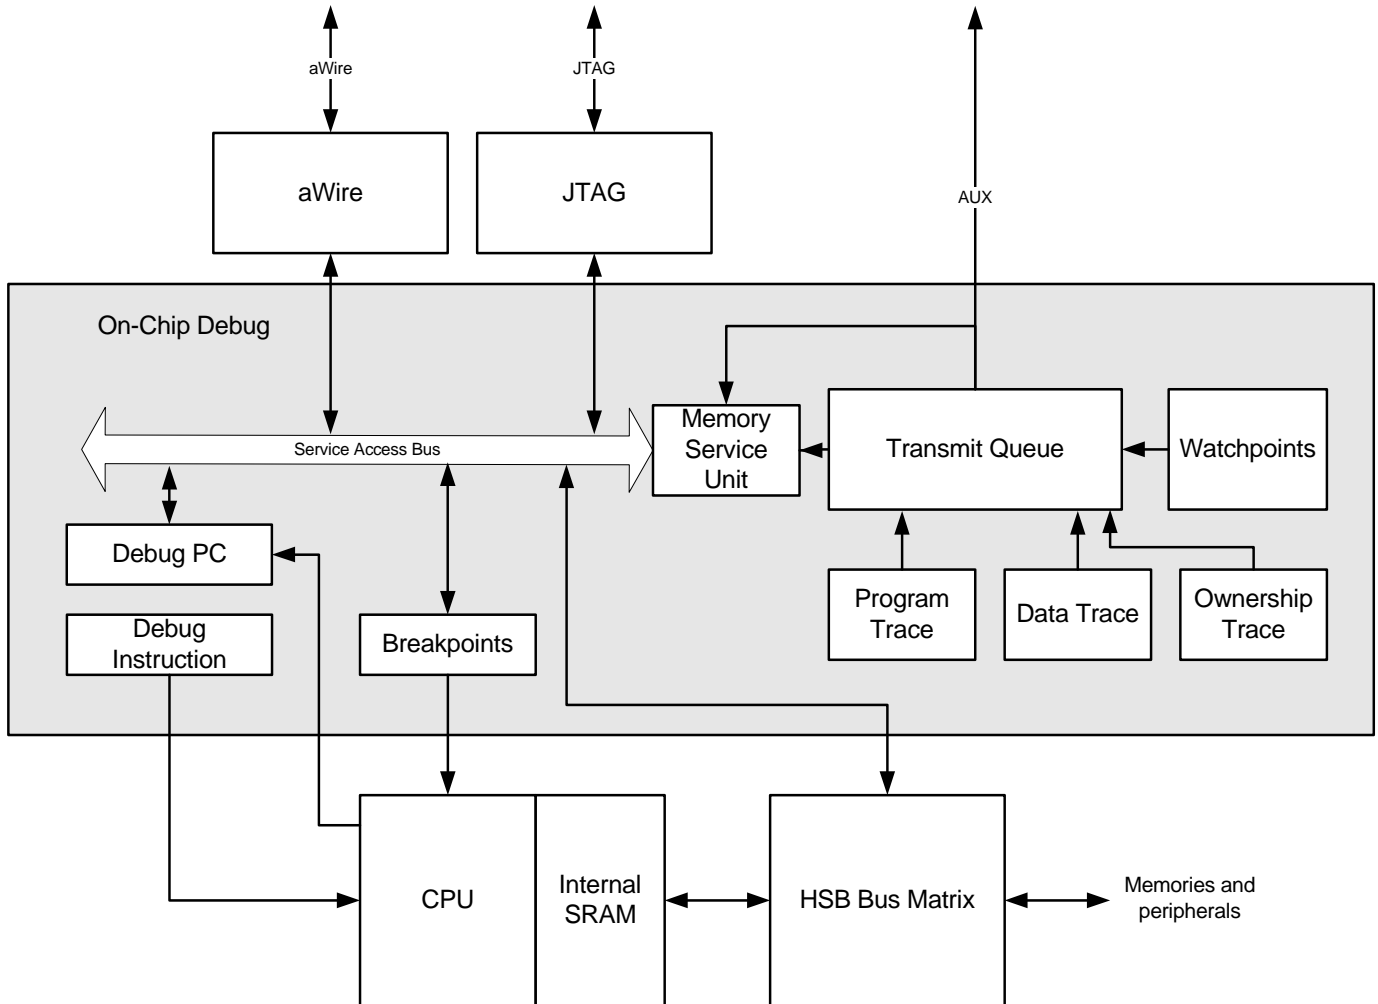 aWire
JTAG
aWire
JTAG
AUX
On-Chip Debug
Service Access Bus
Memory
Service
Unit
Transmit Queue
Watchpoints
Debug PC
Debug
Instruction
Breakpoints
Program
Trace
Data Trace
Ownership
Trace
CPU
Internal
SRAM
HSB Bus Matrix
Memories and
peripherals